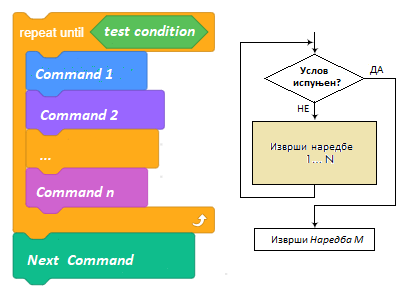 repeat until test condition
Command 1
Command 2
...
Command n
Next Command
Услов
испуњен?
ДА
НЕ
Изврши наредбе
1... N
Изврши Наредба М